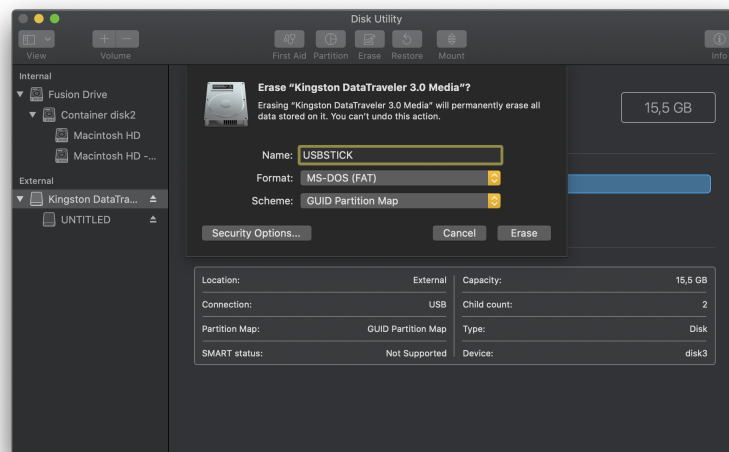 Disk Utility
View
Volume
First Aid
Partition
Erase
Restore
Mount
Info
Internal
Fusion Drive
Container disk2
Macintosh HD
Macintosh HD -...
External
Kingston DataTra...
UNTITLED
Erase “Kingston DataTraveler 3.0 Media”?
Erasing “Kingston DataTraveler 3.0 Media” will permanently erase all
data stored on it. You can’t undo this action.
Name: USBSTICK
Format: MS-DOS (FAT)
Scheme: GUID Partition Map
Security Options...
Cancel
Erase
15,5 GB
Location: External
Capacity: 15,5 GB
Connection: USB
Child count: 2
Partition Map: GUID Partition Map
Type: Disk
SMART status: Not Supported
Device: disk3